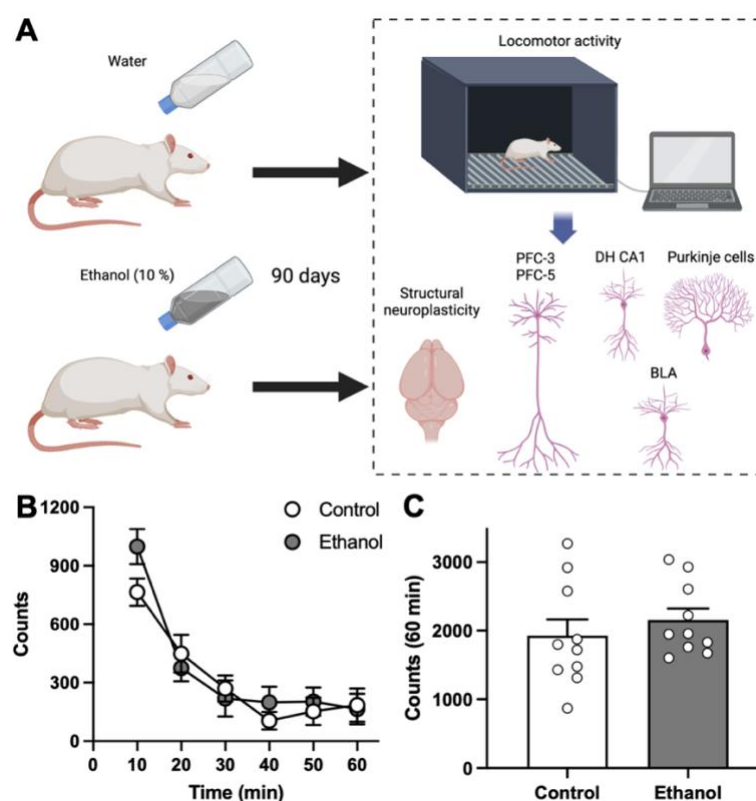 A
Water
Locomotor activity
Ethanol (10 %)
90 days
Structural
neuroplasticity
PFC-3
PFC-5
DH CA1
Purkinje cells
BLA
B
1200
900
600
300
0
Counts
0 10 20 30 40 50 60
Time (min)
Control
Ethanol
C
3000
2000
1000
0
Counts (60 min)
Control Ethanol